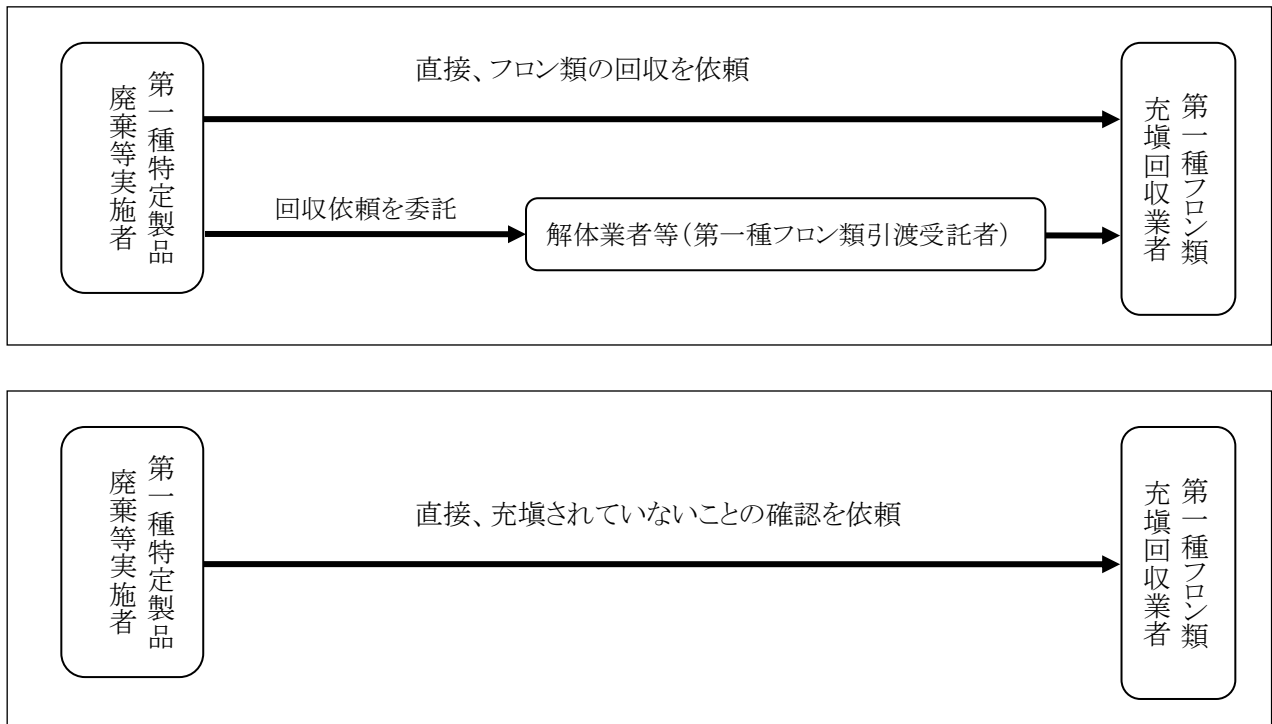 第一種特定製品
廃棄等実施者
直接、フロン類の回収を依頼
回収依頼を委託
解体業者等(第一種フロン類引渡受託者)
第一種フロン類
充塡回収業者
第一種特定製品
廃棄等実施者
直接、充塡されていないことの確認を依頼
第一種フロン類
充塡回収業者